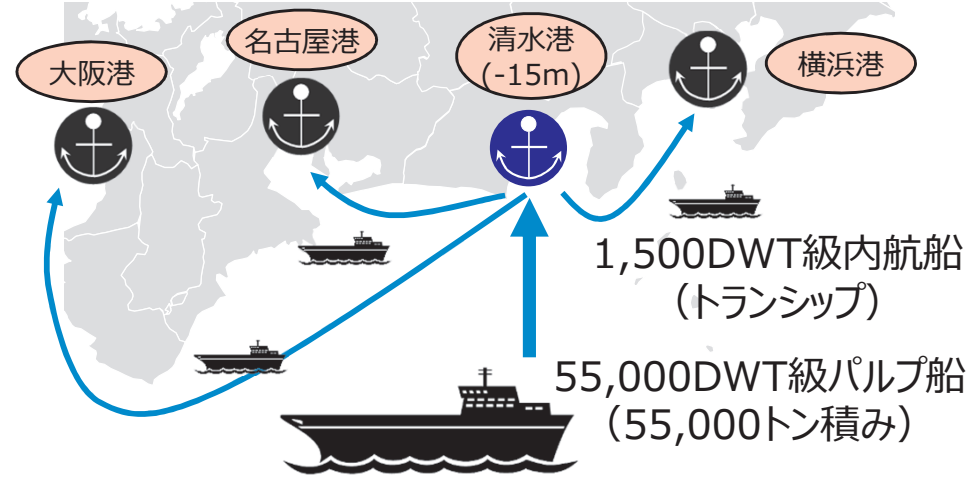 大阪港
名古屋港
清水港
(-15m)
横浜港
1,500DWT級内航船
（トランシップ）
55,000DWT級パルプ船
（55,000トン積み）